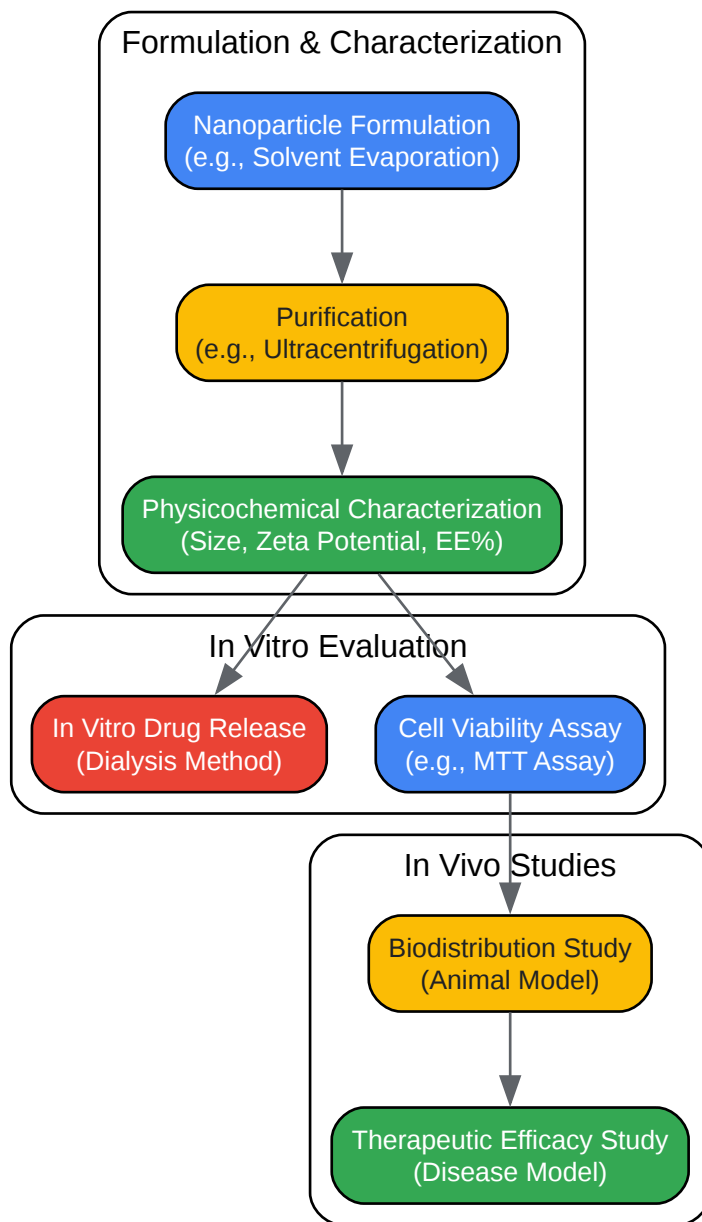 Formulation & Characterization
Nanoparticle Formulation
(e.g., Solvent Evaporation)
Purification
(e.g., Ultracentrifugation)
Physicochemical Characterization
(Size, Zeta Potential, EE%)
In Vitro Evaluation
In Vitro Drug Release
(Dialysis Method)
Cell Viability Assay
(e.g., MTT Assay)
In Vivo Studies
Biodistribution Study
(Animal Model)
Therapeutic Efficacy Study
(Disease Model)